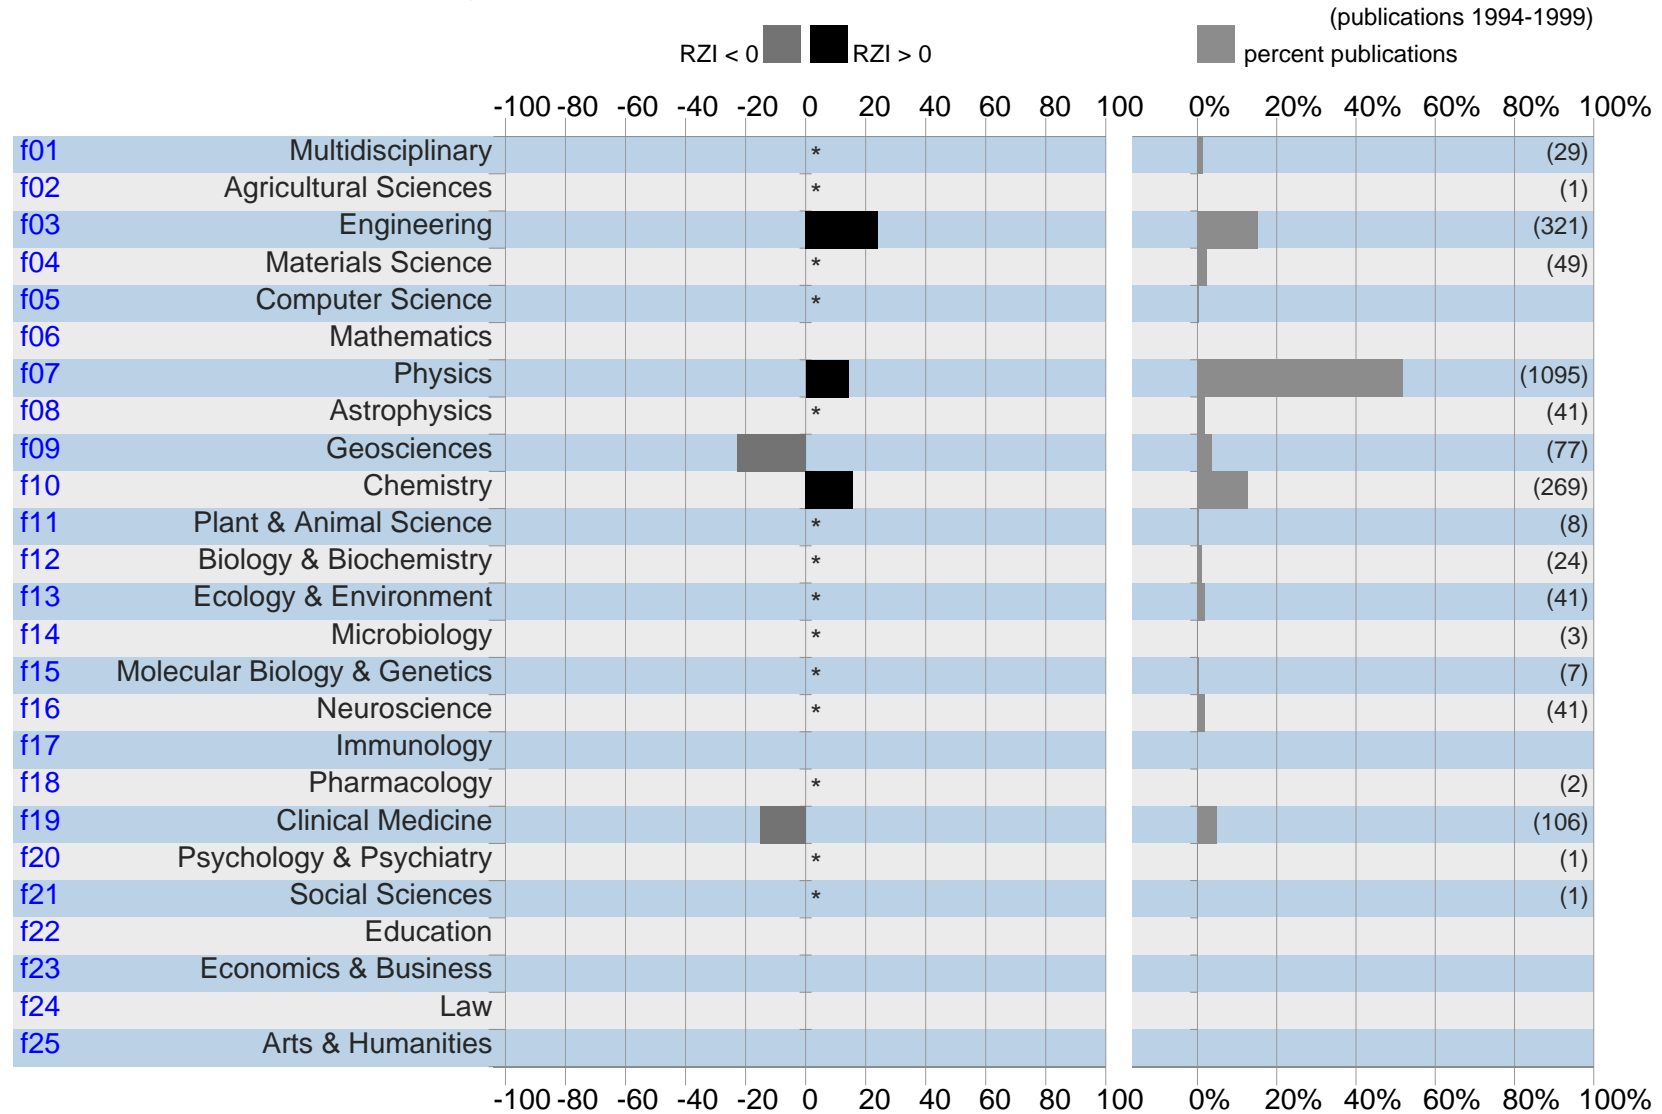 (publications 1994-1999)
RZI < 0 RZI > 0 percent publications
-100 -80 -60 -40 -20 0 20 40 60 80 100 0% 20% 40% 60% 80% 100%
f01 Multidisciplinary * (29)
f02 Agricultural Sciences * (1)
f03 Engineering (321)
f04 Materials Science * (49)
f05 Computer Science *
f06 Mathematics
f07 Physics (1095)
f08 Astrophysics * (41)
f09 Geosciences (77)
f10 Chemistry (269)
f11 Plant & Animal Science * (8)
f12 Biology & Biochemistry * (24)
f13 Ecology & Environment * (41)
f14 Microbiology * (3)
f15 Molecular Biology & Genetics * (7)
f16 Neuroscience * (41)
f17 Immunology
f18 Pharmacology * (2)
f19 Clinical Medicine (106)
f20 Psychology & Psychiatry * (1)
f21 Social Sciences * (1)
f22 Education
f23 Economics & Business
f24 Law
f25 Arts & Humanities
-100 -80 -60 -40 -20 0 20 40 60 80 100 0% 20% 40% 60% 80% 100%